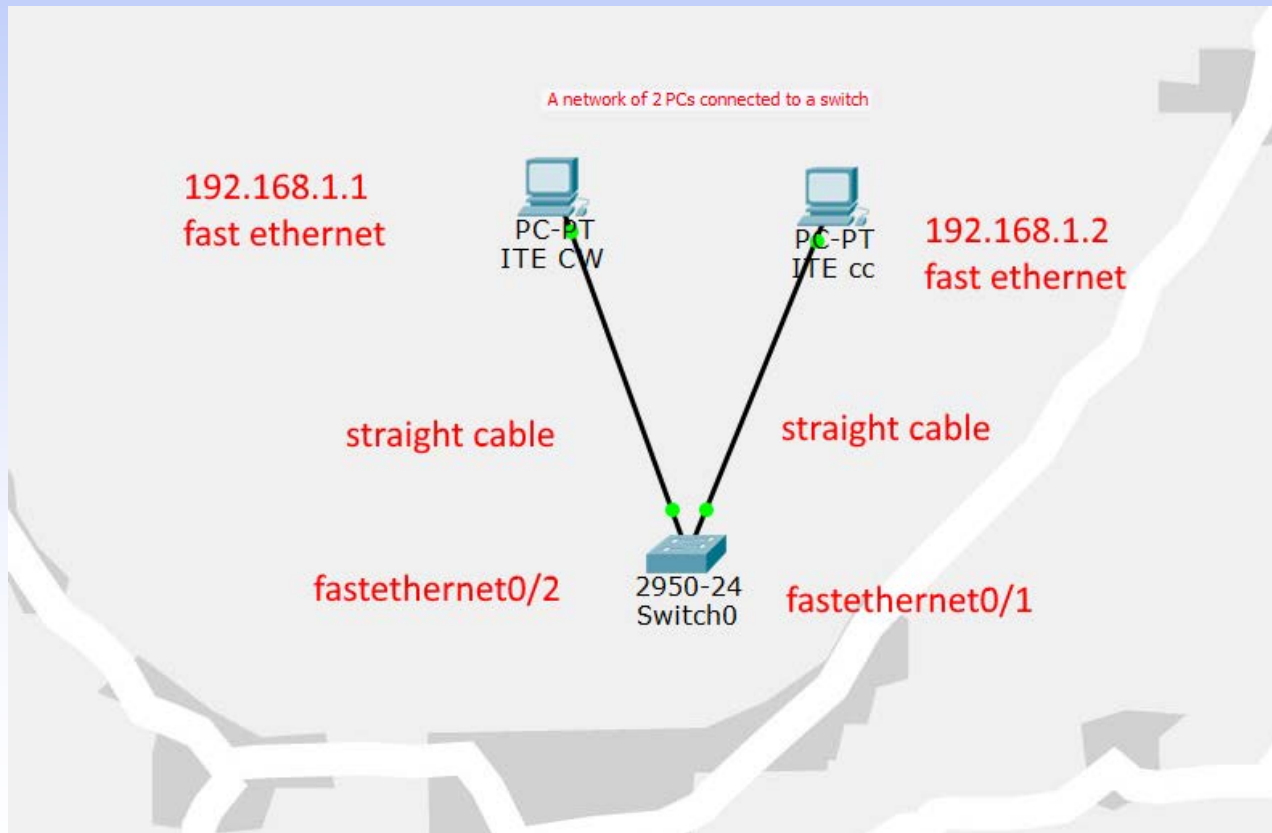 A network of 2 PCs connected to a switch
192.168.1.1
fast ethernet
PC-PT
ITE CW
PC-PT
ITE cc
192.168.1.2
fast ethernet
straight cable
straight cable
fastethernet0/2
2950-24
Switch0
fastethernet0/1